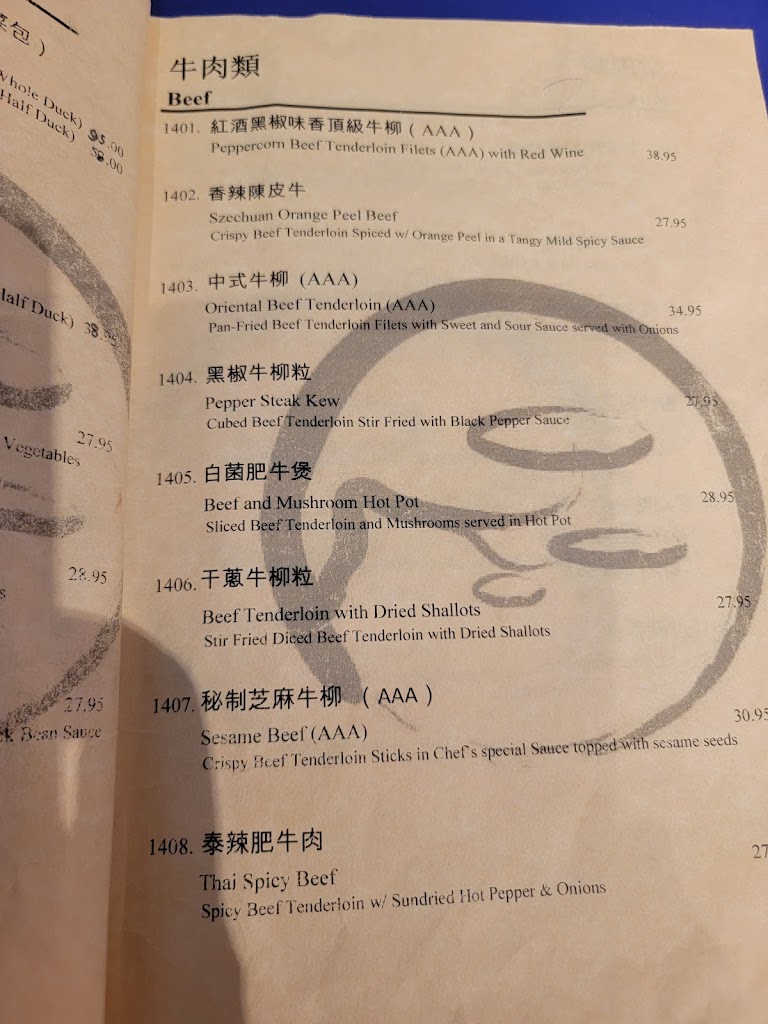 菜包）
Whole Duck) 95.00
Half Duck) 58.00
Half Duck) 38.95
27.95
Vegetables
28.95
s
27.95
ck Bean Sauce
牛肉類
Beef
1401. 紅酒黑椒味香頂級牛柳（AAA）
Peppercorn Beef Tenderloin Filets (AAA) with Red Wine 38.95
1402. 香辣陳皮牛
Szechuan Orange Peel Beef 27.95
Crispy Beef Tenderloin Spiced w/ Orange Peel in a Tangy Mild Spicy Sauce
1403. 中式牛柳 (AAA)
Oriental Beef Tenderloin (AAA) 34.95
Pan-Fried Beef Tenderloin Filets with Sweet and Sour Sauce served with Onions
1404. 黑椒牛柳粒
Pepper Steak Kew 27.95
Cubed Beef Tenderloin Stir Fried with Black Pepper Sauce
1405. 白菌肥牛煲
Beef and Mushroom Hot Pot 28.95
Sliced Beef Tenderloin and Mushrooms served in Hot Pot
1406. 干蔥牛柳粒
Beef Tenderloin with Dried Shallots 27.95
Stir Fried Diced Beef Tenderloin with Dried Shallots
1407. 秘制芝麻牛柳 （AAA）
Sesame Beef (AAA) 30.95
Crispy Beef Tenderloin Sticks in Chef's special Sauce topped with sesame seeds
1408. 泰辣肥牛肉
Thai Spicy Beef 27
Spicy Beef Tenderloin w/ Sundried Hot Pepper & Onions